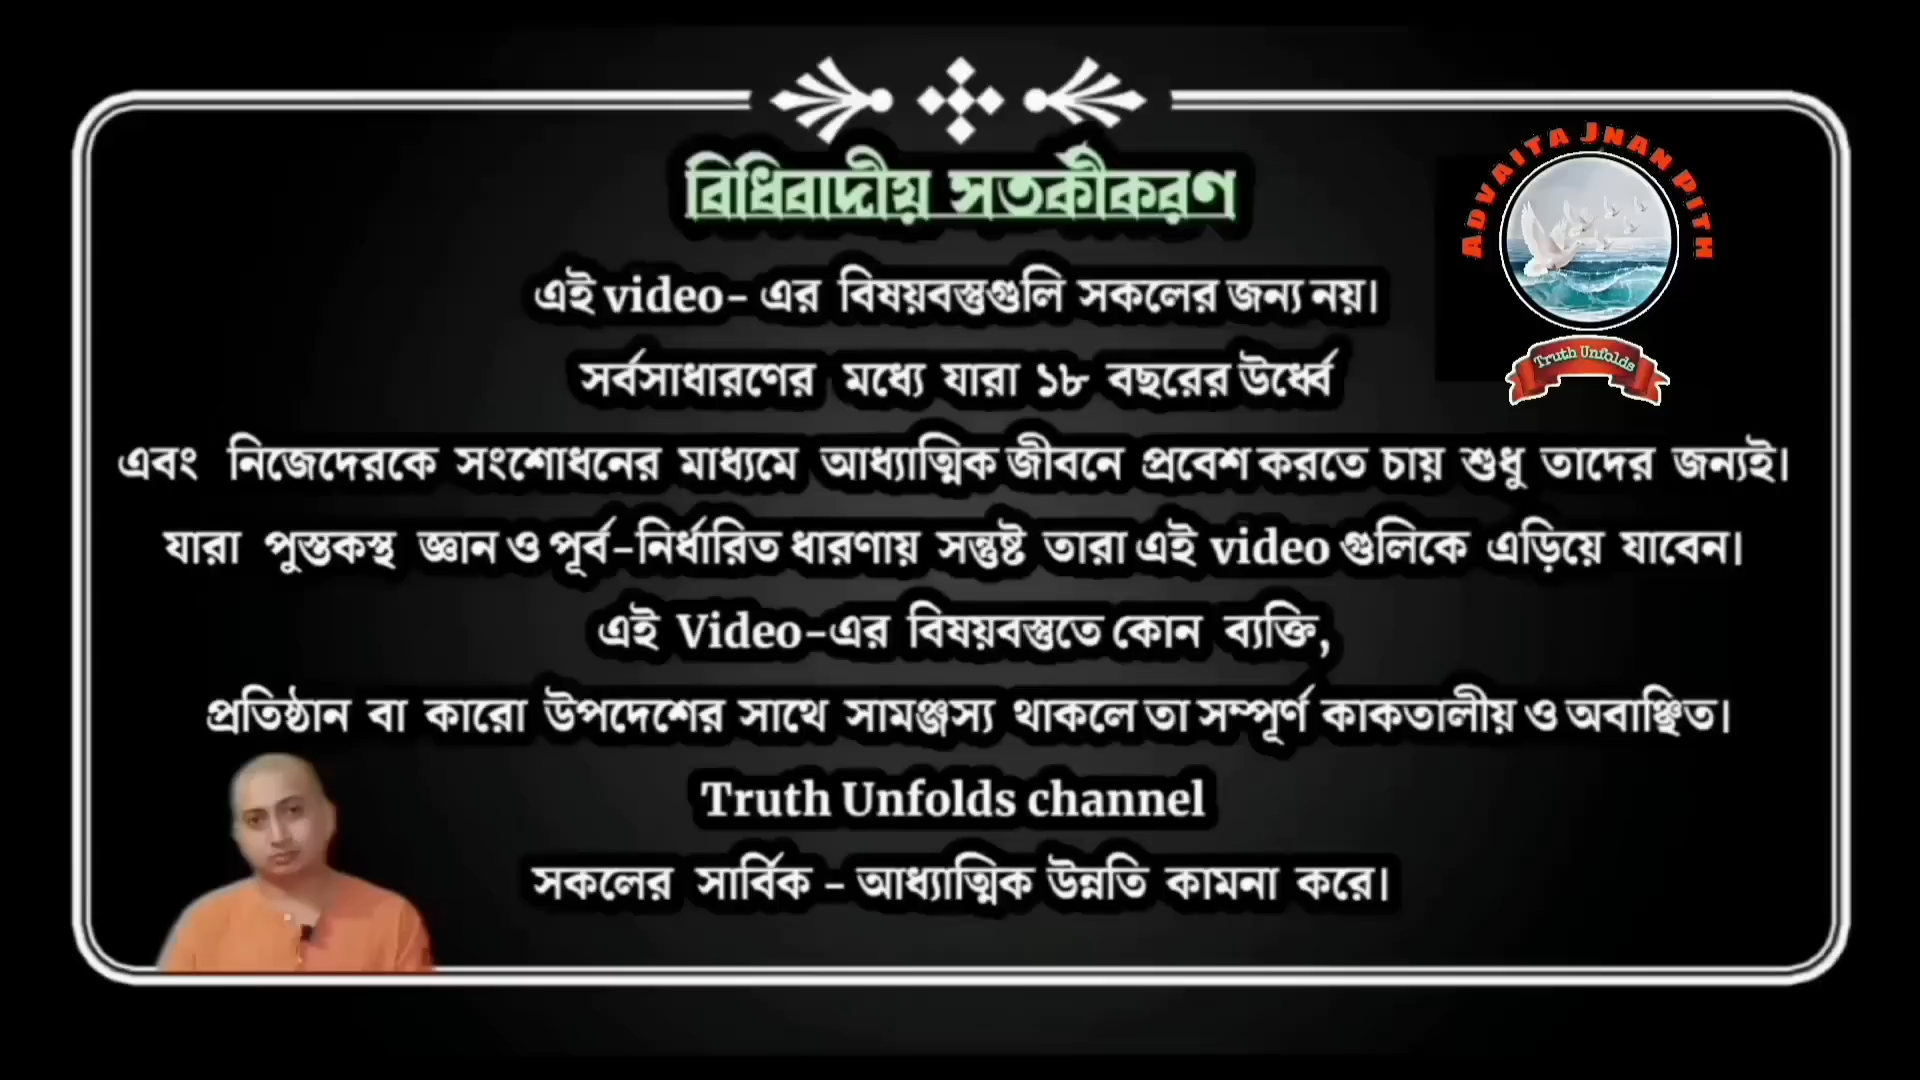 বিধিবাদীয় সতর্কীকরণ
ADVAITA JNAN PITH
Truth Unfolds
এই video- এর বিষয়বস্তুগুলি সকলের জন্য নয়।
সর্বসাধারণের মধ্যে যারা ১৮ বছরের উর্ধ্বে
এবং নিজেদেরকে সংশোধনের মাধ্যমে আধ্যাত্মিক জীবনে প্রবেশ করতে চায় শুধু তাদের জন্যই।
যারা পুস্তকস্থ জ্ঞান ও পূর্ব-নির্ধারিত ধারণায় সন্তুষ্ট তারা এই video গুলিকে এড়িয়ে যাবেন।
এই Video-এর বিষয়বস্তুতে কোন ব্যক্তি,
প্রতিষ্ঠান বা কারো উপদেশের সাথে সামঞ্জস্য থাকলে তা সম্পূর্ণ কাকতালীয় ও অবাঞ্ছিত।
Truth Unfolds channel
সকলের সার্বিক - আধ্যাত্মিক উন্নতি কামনা করে।